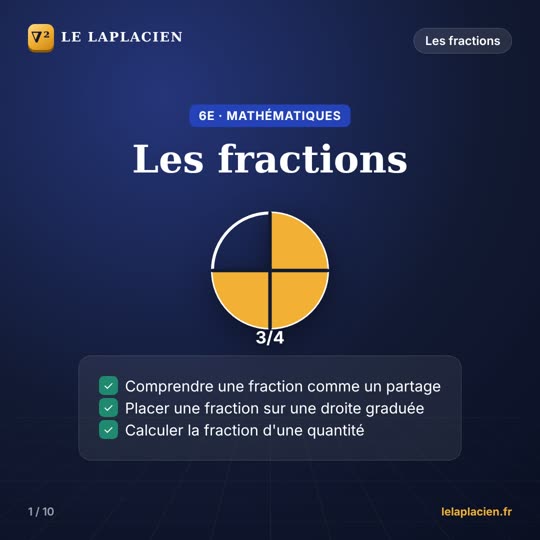 ∇² LE LAPLACIEN
Les fractions
6E · MATHÉMATIQUES
Les fractions
3/4
Comprendre une fraction comme un partage
Placer une fraction sur une droite graduée
Calculer la fraction d'une quantité
1 / 10
lelaplacien.fr